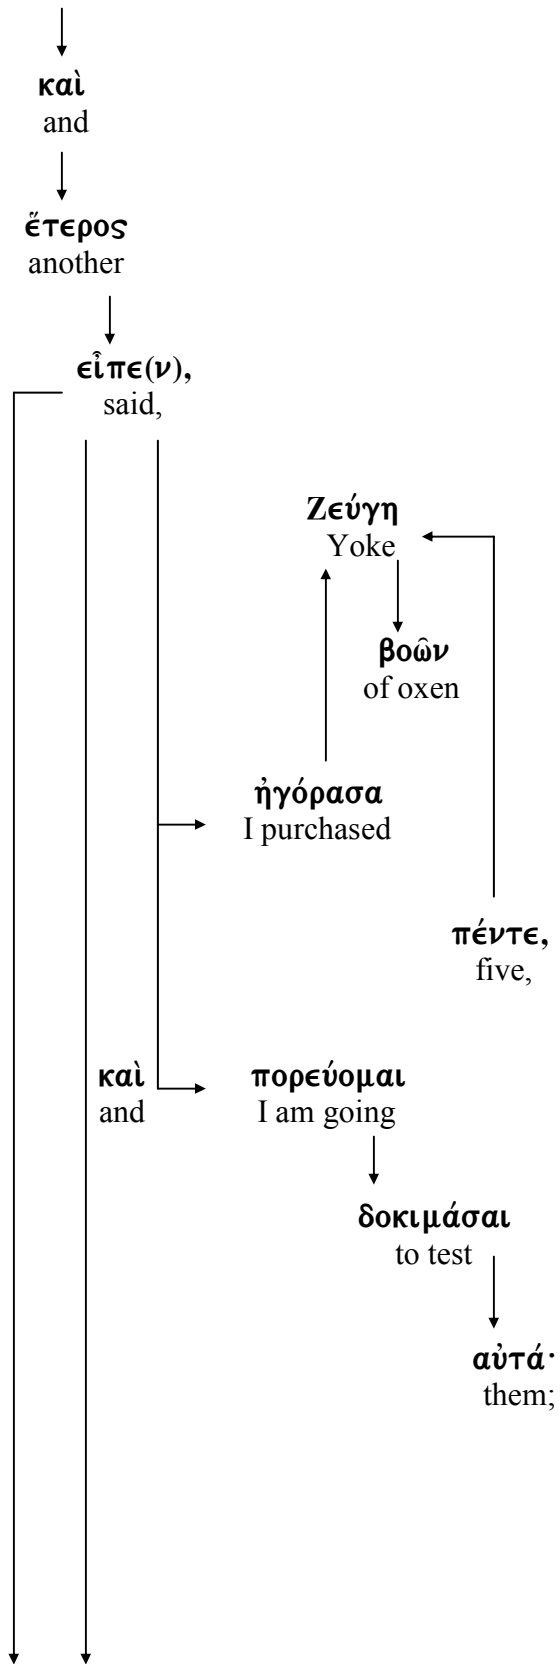 καὶ
and
ἕτερος
another
εἶπε(ν),
said,
Ζεύγη
Yoke
βοῶν
of oxen
ἠγόρασα
I purchased
πέντε,
five,
καὶ πορεύομαι
and I am going
δοκιμάσαι
to test
αὐτά·
them;